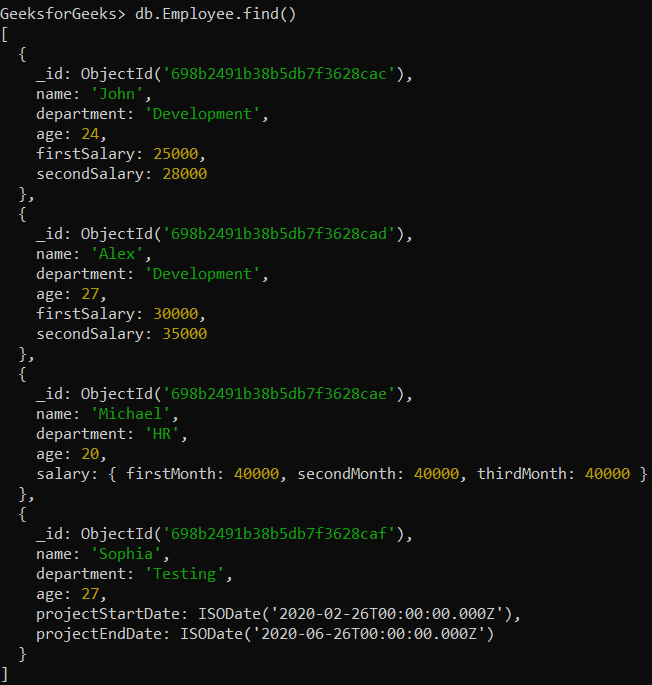 GeeksforGeeks> db.Employee.find()
[
  {
    _id: ObjectId('698b2491b38b5db7f3628cac'),
    name: 'John',
    department: 'Development',
    age: 24,
    firstSalary: 25000,
    secondSalary: 28000
  },
  {
    _id: ObjectId('698b2491b38b5db7f3628cad'),
    name: 'Alex',
    department: 'Development',
    age: 27,
    firstSalary: 30000,
    secondSalary: 35000
  },
  {
    _id: ObjectId('698b2491b38b5db7f3628cae'),
    name: 'Michael',
    department: 'HR',
    age: 20,
    salary: { firstMonth: 40000, secondMonth: 40000, thirdMonth: 40000 }
  },
  {
    _id: ObjectId('698b2491b38b5db7f3628caf'),
    name: 'Sophia',
    department: 'Testing',
    age: 27,
    projectStartDate: ISODate('2020-02-26T00:00:00.000Z'),
    projectEndDate: ISODate('2020-06-26T00:00:00.000Z')
  }
]